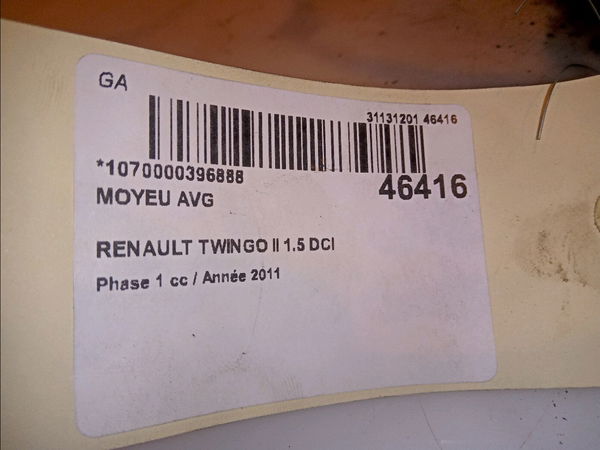 GA
31131201 46416
*1070000396888
46416
MOYEU AVG
RENAULT TWINGO II 1.5 DCI
Phase 1 cc / Année 2011